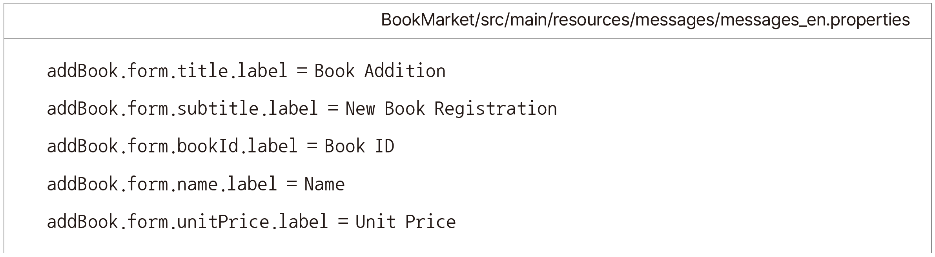 BookMarket/src/main/resources/messages/messages_en.properties
addBook.form.title.label = Book Addition
addBook.form.subtitle.label = New Book Registration
addBook.form.bookId.label = Book ID
addBook.form.name.label = Name
addBook.form.unitPrice.label = Unit Price